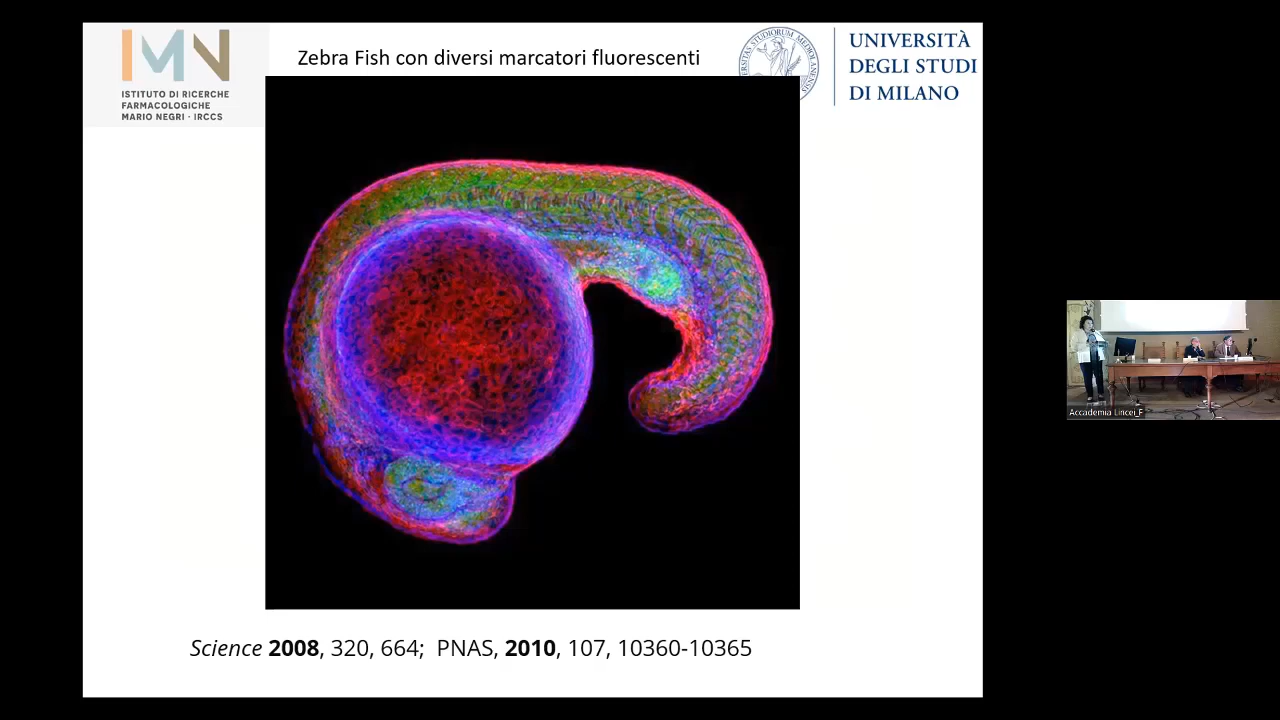 IMN
ISTITUTO DI RICERCHE
FARMACOLOGICHE
MARIO NEGRI · IRCCS
Zebra Fish con diversi marcatori fluorescenti
UNIVERSITÀ
DEGLI STUDI
DI MILANO
Science 2008, 320, 664; PNAS, 2010, 107, 10360-10365
Accademia Lincei_F